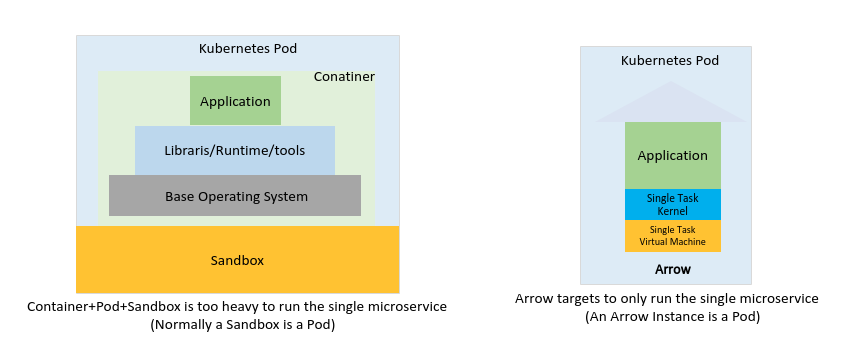 Kubernetes Pod
Conatiner
Application
Libraris/Runtime/tools
Base Operating System
Sandbox
Container+Pod+Sandbox is too heavy to run the single microservice
(Normally a Sandbox is a Pod)
Kubernetes Pod
Application
Single Task
Kernel
Single Task
Virtual Machine
Arrow
Arrow targets to only run the single microservice
(An Arrow Instance is a Pod)